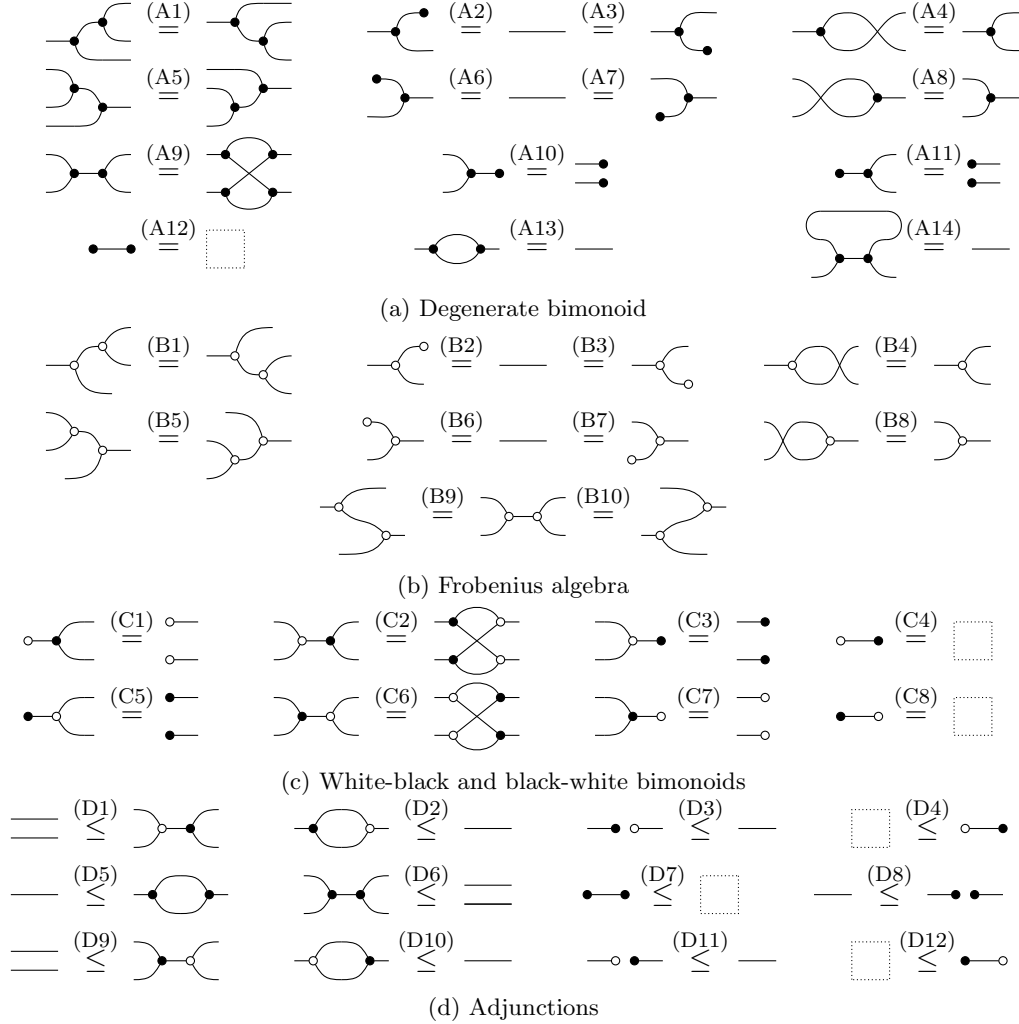 (A1) = (A2) = (A3) = (A4) =
(A5) = (A6) = (A7) = (A8) =
(A9) = (A10) = (A11) =
(A12) = (A13) = (A14) =
(a) Degenerate bimonoid
(B1) = (B2) = (B3) = (B4) =
(B5) = (B6) = (B7) = (B8) =
(B9) = (B10) =
(b) Frobenius algebra
(C1) = (C2) = (C3) = (C4) =
(C5) = (C6) = (C7) = (C8) =
(c) White-black and black-white bimonoids
(D1) ≤ (D2) ≤ (D3) ≤ (D4) ≤
(D5) ≤ (D6) ≤ (D7) ≤ (D8) ≤
(D9) ≤ (D10) ≤ (D11) ≤ (D12) ≤
(d) Adjunctions